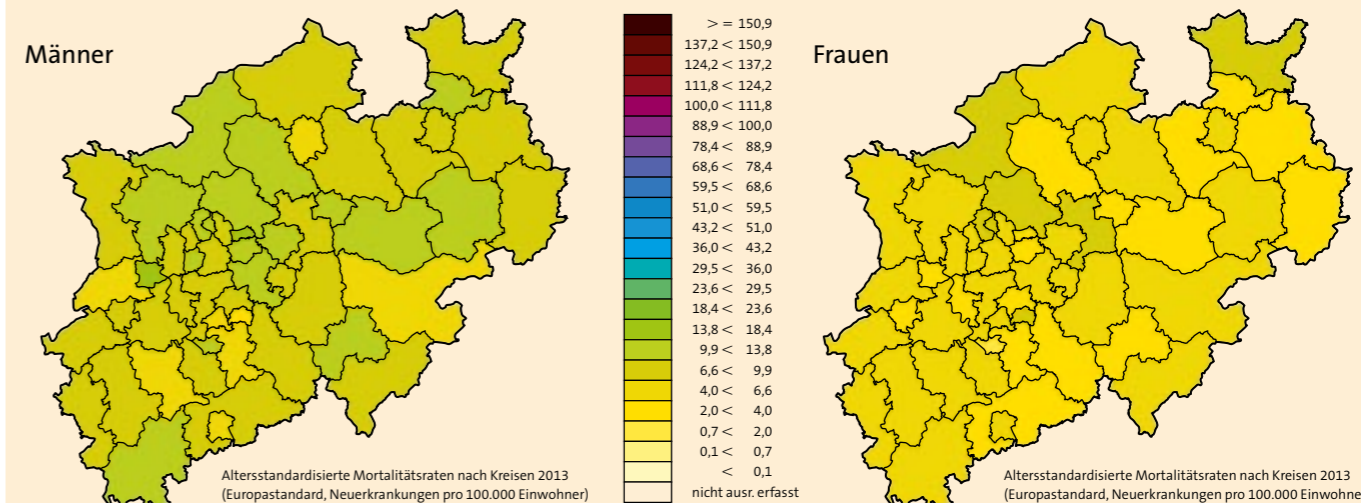 Männer
Altersstandardisierte Mortalitätsraten nach Kreisen 2013
(Europastandard, Neuerkrankungen pro 100.000 Einwohner)
> = 150,9
137,2 < 150,9
124,2 < 137,2
111,8 < 124,2
100,0 < 111,8
88,9 < 100,0
78,4 < 88,9
68,6 < 78,4
59,5 < 68,6
51,0 < 59,5
43,2 < 51,0
36,0 < 43,2
29,5 < 36,0
23,6 < 29,5
18,4 < 23,6
13,8 < 18,4
9,9 < 13,8
6,6 < 9,9
4,0 < 6,6
2,0 < 4,0
0,7 < 2,0
0,1 < 0,7
< 0,1
nicht ausr. erfasst
Frauen
Altersstandardisierte Mortalitätsraten nach Kreisen 2013
(Europastandard, Neuerkrankungen pro 100.000 Einwohne